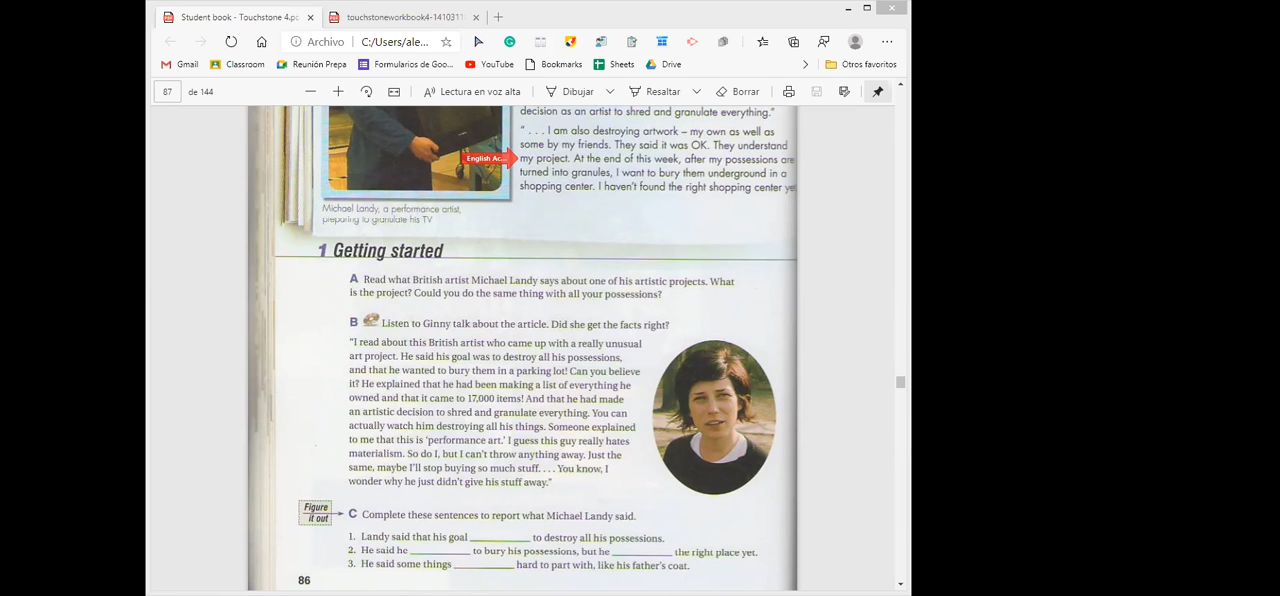 Student book - Touchstone 4.pd
touchstoneworkbook4-1410311
Archivo C:/Users/ale...
Gmail Classroom Reunión Prepa Formularios de Goo... YouTube Bookmarks Sheets Drive Otros favoritos
87 de 144 Lectura en voz alta Dibujar Resaltar Borrar
decision as an artist to shred and granulate everything."
". . . I am also destroying artwork – my own as well as
some by my friends. They said it was OK. They understand
English Ac...
my project. At the end of this week, after my possessions are
turned into granules, I want to bury them underground in a
shopping center. I haven't found the right shopping center yet
Michael Landy, a performance artist,
preparing to granulate his TV
1 Getting started
A Read what British artist Michael Landy says about one of his artistic projects. What
is the project? Could you do the same thing with all your possessions?
B Listen to Ginny talk about the article. Did she get the facts right?
"I read about this British artist who came up with a really unusual
art project. He said his goal was to destroy all his possessions,
and that he wanted to bury them in a parking lot! Can you believe
it? He explained that he had been making a list of everything he
owned and that it came to 17,000 items! And that he had made
an artistic decision to shred and granulate everything. You can
actually watch him destroying all his things. Someone explained
to me that this is 'performance art.' I guess this guy really hates
materialism. So do I, but I can't throw anything away. Just the
same, maybe I'll stop buying so much stuff. . . . You know, I
wonder why he just didn't give his stuff away."
Figure
it out
C Complete these sentences to report what Michael Landy said.
1. Landy said that his goal __________ to destroy all his possessions.
2. He said he __________ to bury his possessions, but he __________ the right place yet.
3. He said some things __________ hard to part with, like his father's coat.
86